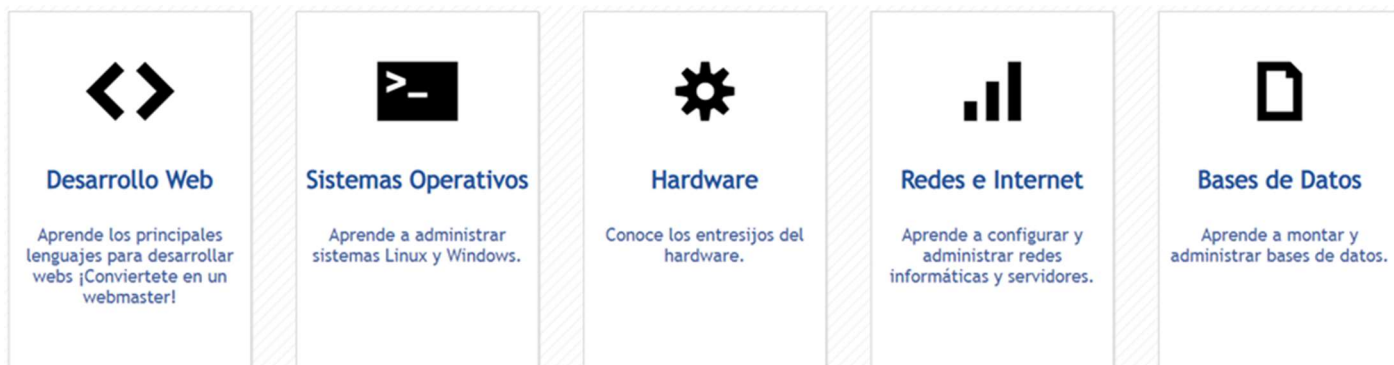 >_
Desarrollo Web
Aprende los principales
lenguajes para desarrollar
webs ¡Conviertete en un
webmaster!
Sistemas Operativos
Aprende a administrar
sistemas Linux y Windows.
Hardware
Conoce los entresijos del
hardware.
Redes e Internet
Aprende a configurar y
administrar redes
informáticas y servidores.
Bases de Datos
Aprende a montar y
administrar bases de datos.